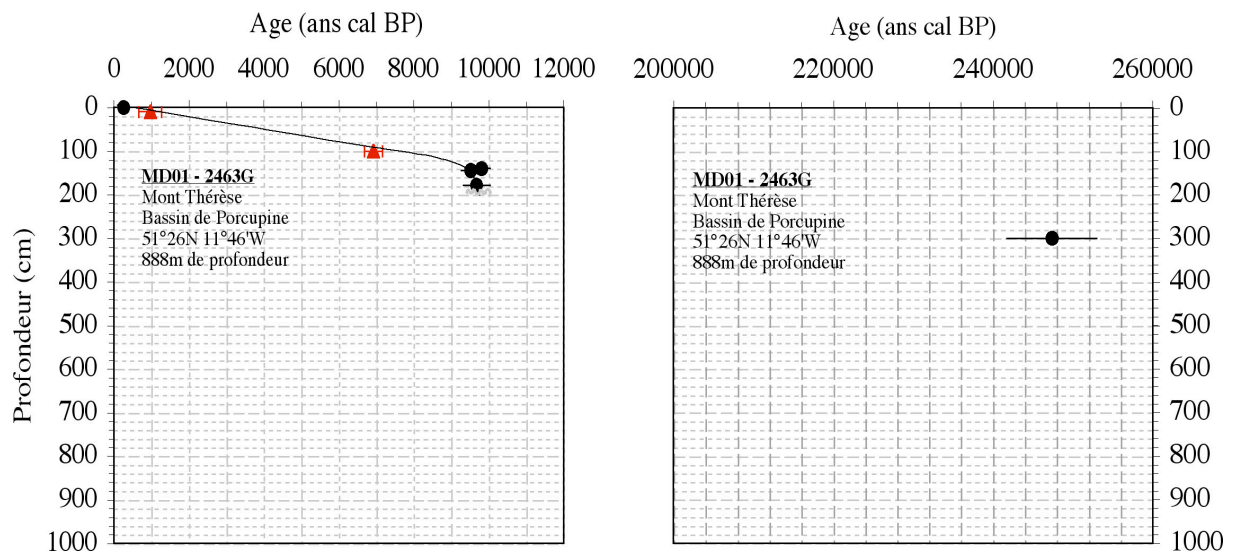 Age (ans cal BP)
0 2000 4000 6000 8000 10000 12000
0
100
200
300
400
500
600
700
800
900
1000
Profondeur (cm)
MD01 - 2463G
Mont Thérèse
Bassin de Porcupine
51°26N 11°46'W
888m de profondeur
Age (ans cal BP)
200000 220000 240000 260000
MD01 - 2463G
Mont Thérèse
Bassin de Porcupine
51°26N 11°46'W
888m de profondeur
0
100
200
300
400
500
600
700
800
900
1000